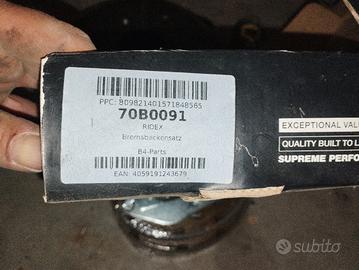 PPC: B09821401571848565
70B0091
RIDEX
Bremsbackensatz
B4-Parts
EAN: 4059191243679
EXCEPTIONAL VAL
QUALITY BUILT TO L
SUPREME PERFO
subito